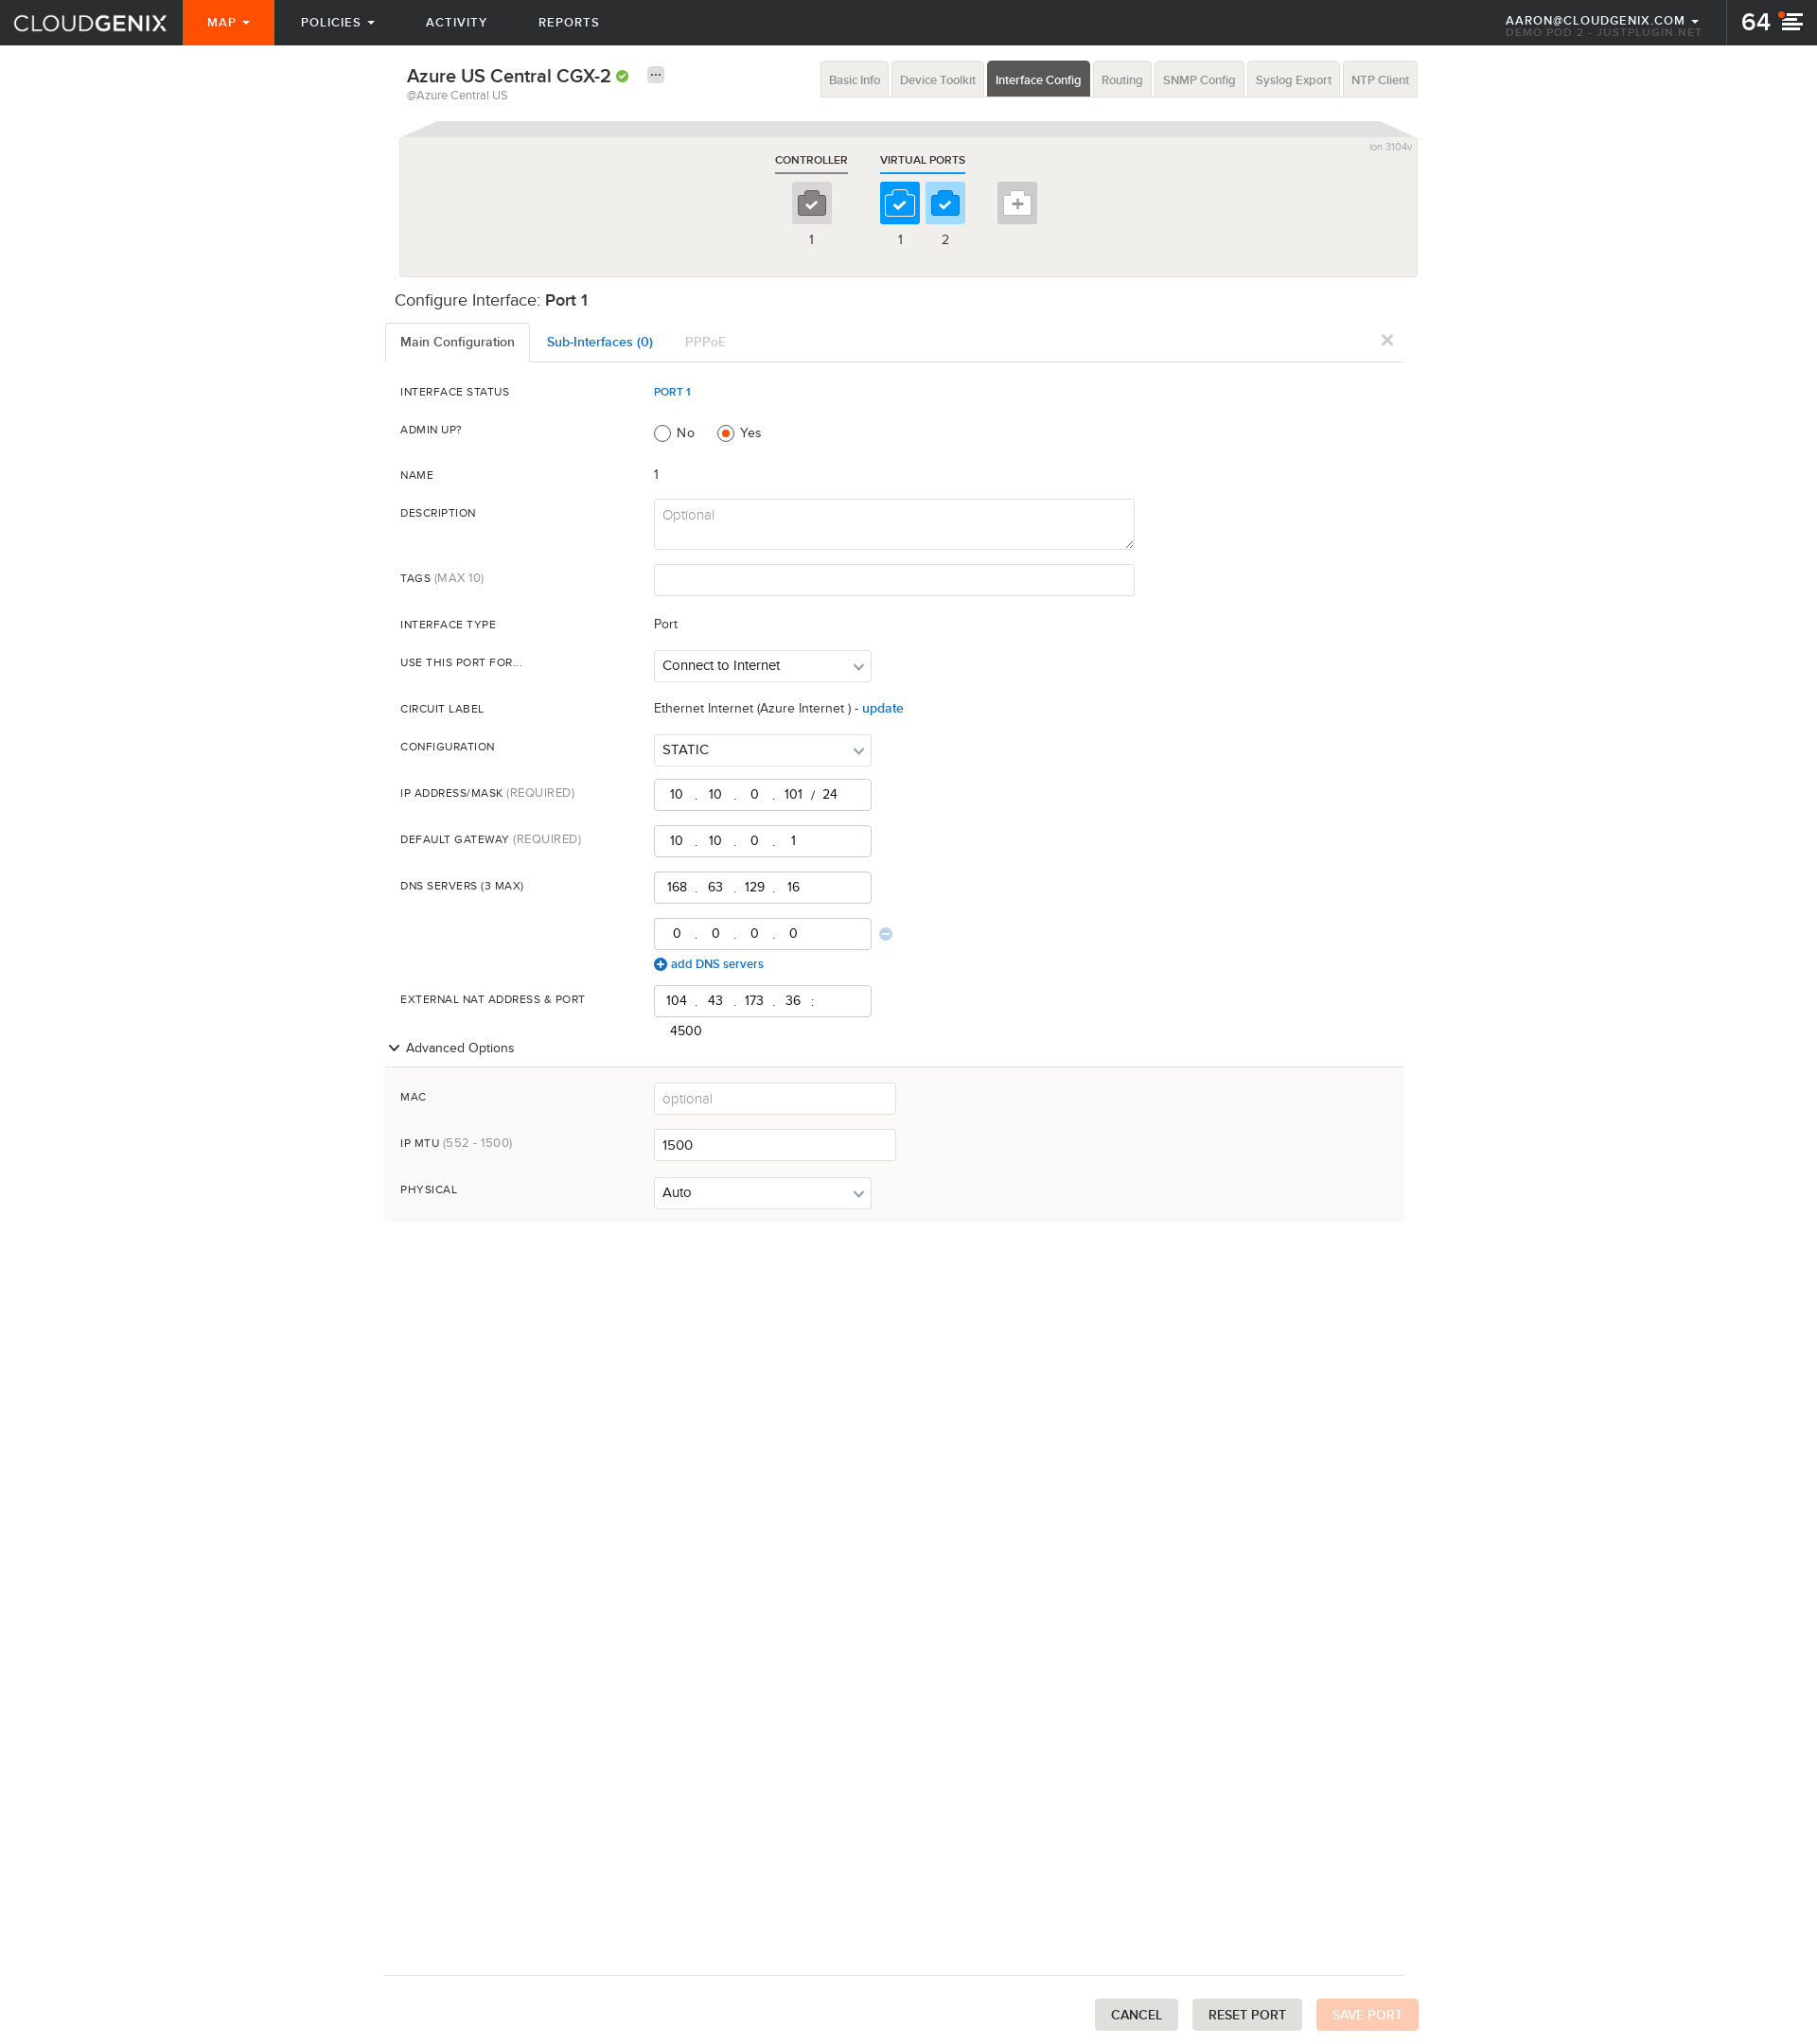 CLOUDGENIX MAP POLICIES ACTIVITY REPORTS AARON@CLOUDGENIX.COM 64
DEMO POD 2 - JUSTPLUGIN.NET
Azure US Central CGX-2 ... Basic Info Device Toolkit Interface Config Routing SNMP Config Syslog Export NTP Client
@Azure Central US
ion 3104v
CONTROLLER VIRTUAL PORTS
1 1 2
Configure Interface: Port 1
Main Configuration Sub-Interfaces (0) PPPoE
INTERFACE STATUS PORT 1
ADMIN UP? No Yes
NAME 1
DESCRIPTION Optional
TAGS (MAX 10)
INTERFACE TYPE Port
USE THIS PORT FOR... Connect to Internet
CIRCUIT LABEL Ethernet Internet (Azure Internet ) - update
CONFIGURATION STATIC
IP ADDRESS/MASK (REQUIRED) 10 . 10 . 0 . 101 / 24
DEFAULT GATEWAY (REQUIRED) 10 . 10 . 0 . 1
DNS SERVERS (3 MAX) 168 . 63 . 129 . 16
0 . 0 . 0 . 0
add DNS servers
EXTERNAL NAT ADDRESS & PORT 104 . 43 . 173 . 36 :
4500
Advanced Options
MAC optional
IP MTU (552 - 1500) 1500
PHYSICAL Auto
CANCEL RESET PORT SAVE PORT